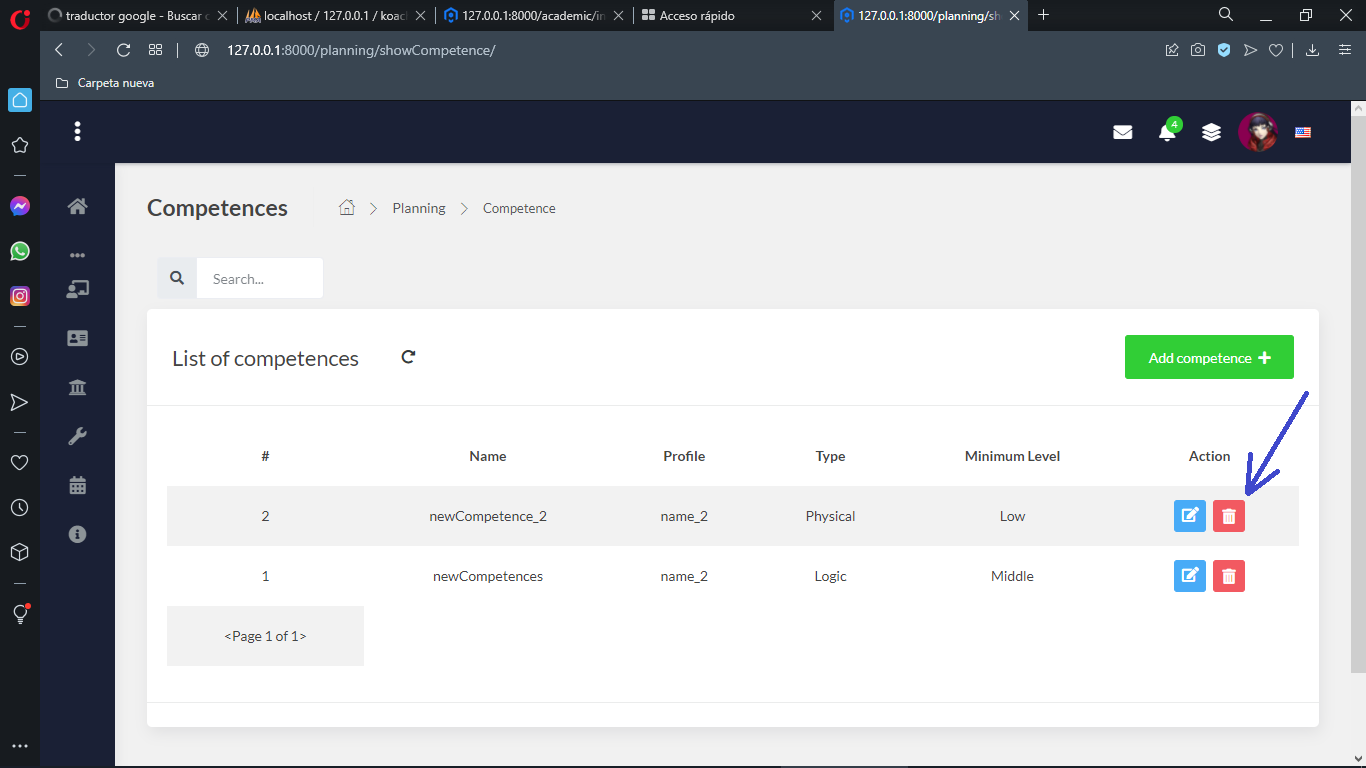 traductor google - Buscar c
localhost / 127.0.0.1 / koac
127.0.0.1:8000/academic/in
Acceso rápido
127.0.0.1:8000/planning/sh
127.0.0.1:8000/planning/showCompetence/
Carpeta nueva
4
Competences
Planning
Competence
Search...
List of competences
Add competence
# Name Profile Type Minimum Level Action
2 newCompetence_2 name_2 Physical Low
1 newCompetences name_2 Logic Middle
<Page 1 of 1>